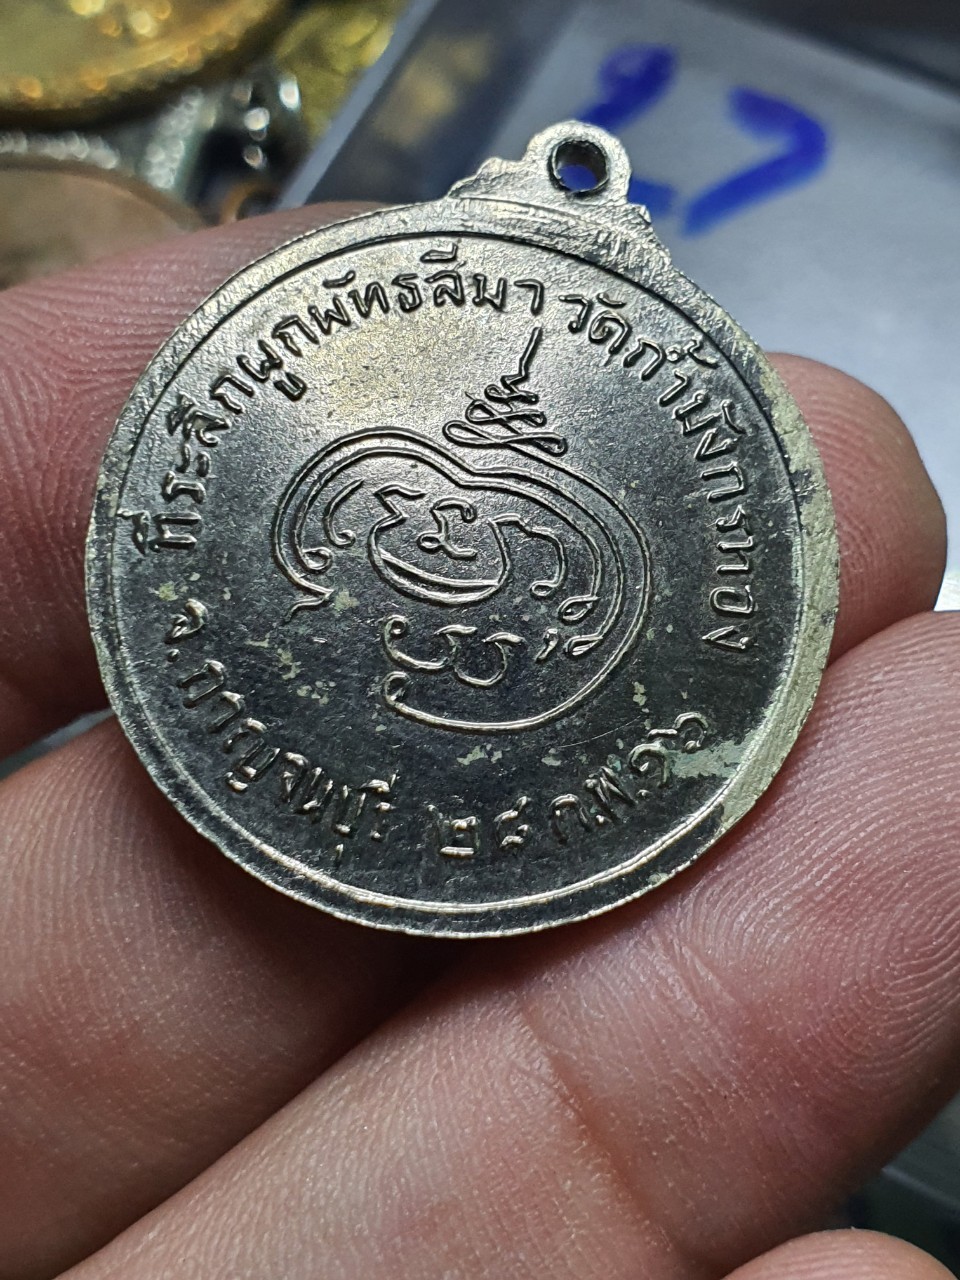 ที่ระลึกผูกพัทธสีมา วัดถ้ำมังกรทอง
จ.กาญจนบุรี ๒๘ ก.พ.๑๖